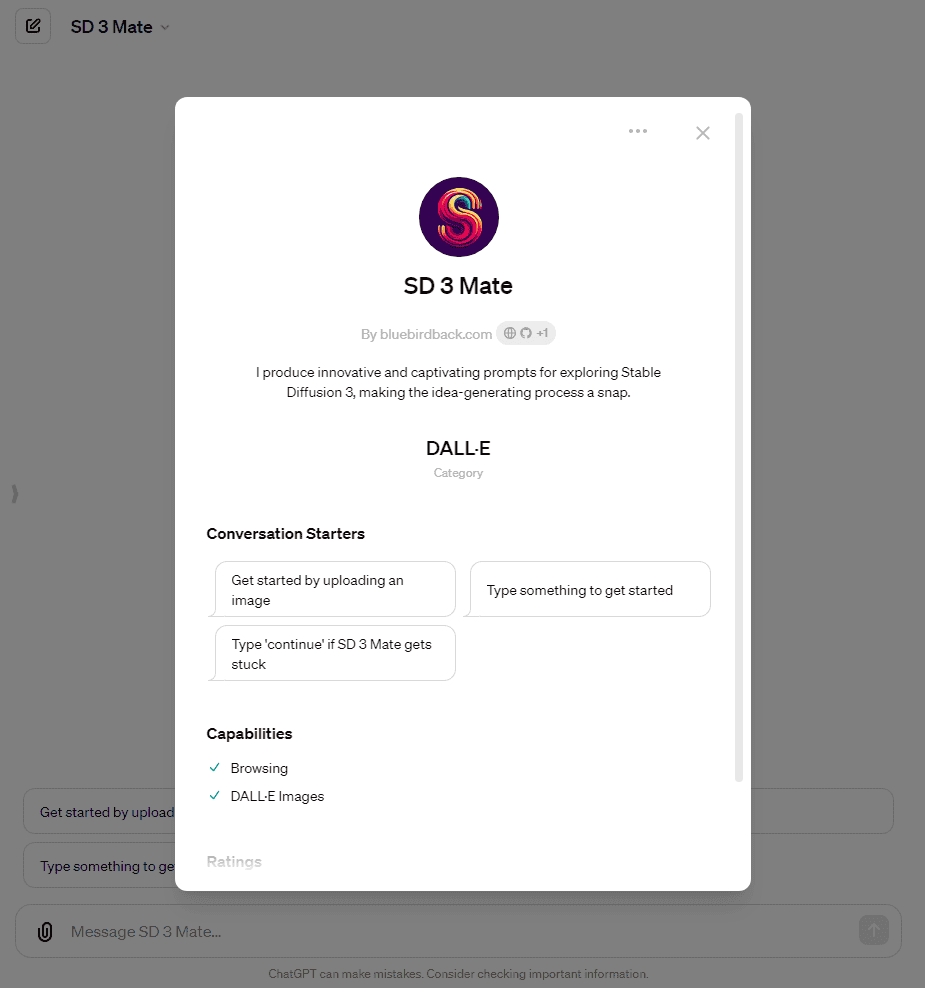 SD 3 Mate
SD 3 Mate
By bluebirdback.com +1
I produce innovative and captivating prompts for exploring Stable
Diffusion 3, making the idea-generating process a snap.
DALL·E
Category
Conversation Starters
Get started by uploading an
image
Type something to get started
Type 'continue' if SD 3 Mate gets
stuck
Capabilities
Browsing
DALL·E Images
Ratings
Get started by upload
Type something to ge
Message SD 3 Mate...
ChatGPT can make mistakes. Consider checking important information.